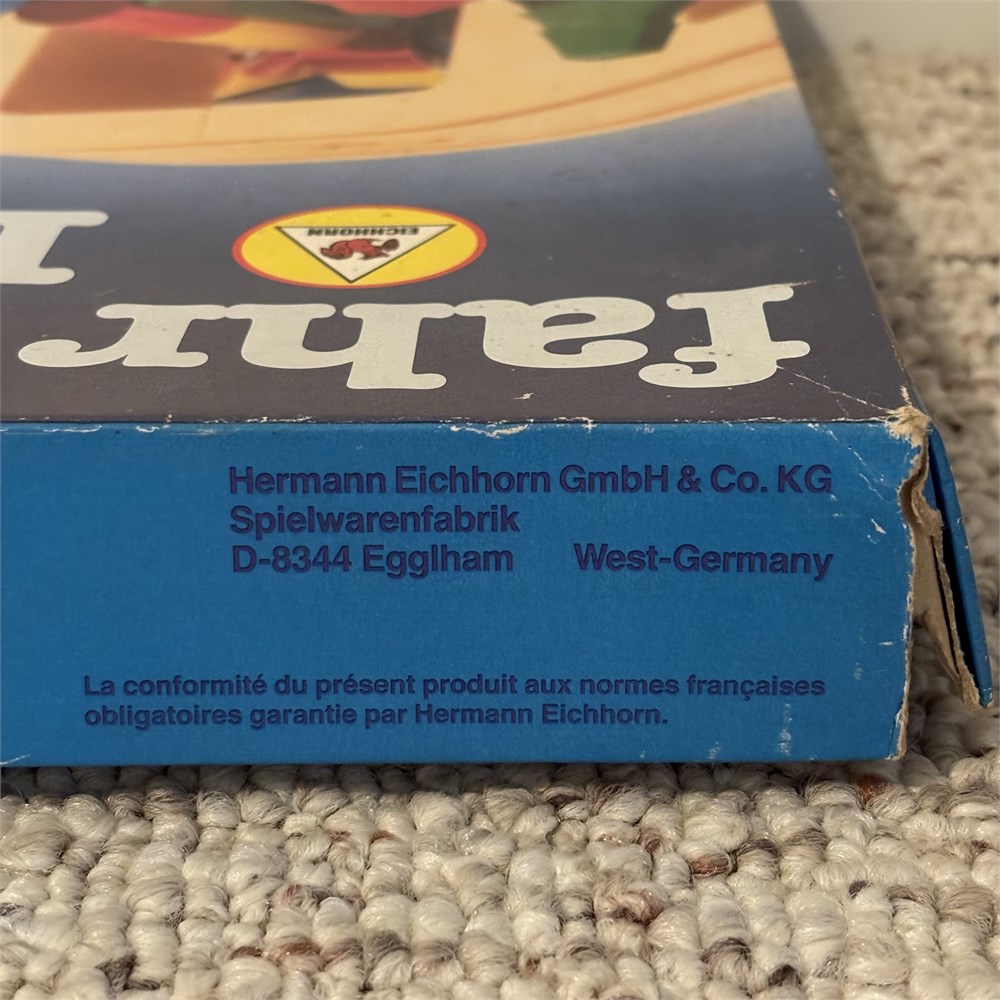 EICHHORN
fahr
Hermann Eichhorn GmbH & Co. KG
Spielwarenfabrik
D-8344 Egglham West-Germany
La conformité du présent produit aux normes françaises
obligatoires garantie par Hermann Eichhorn.